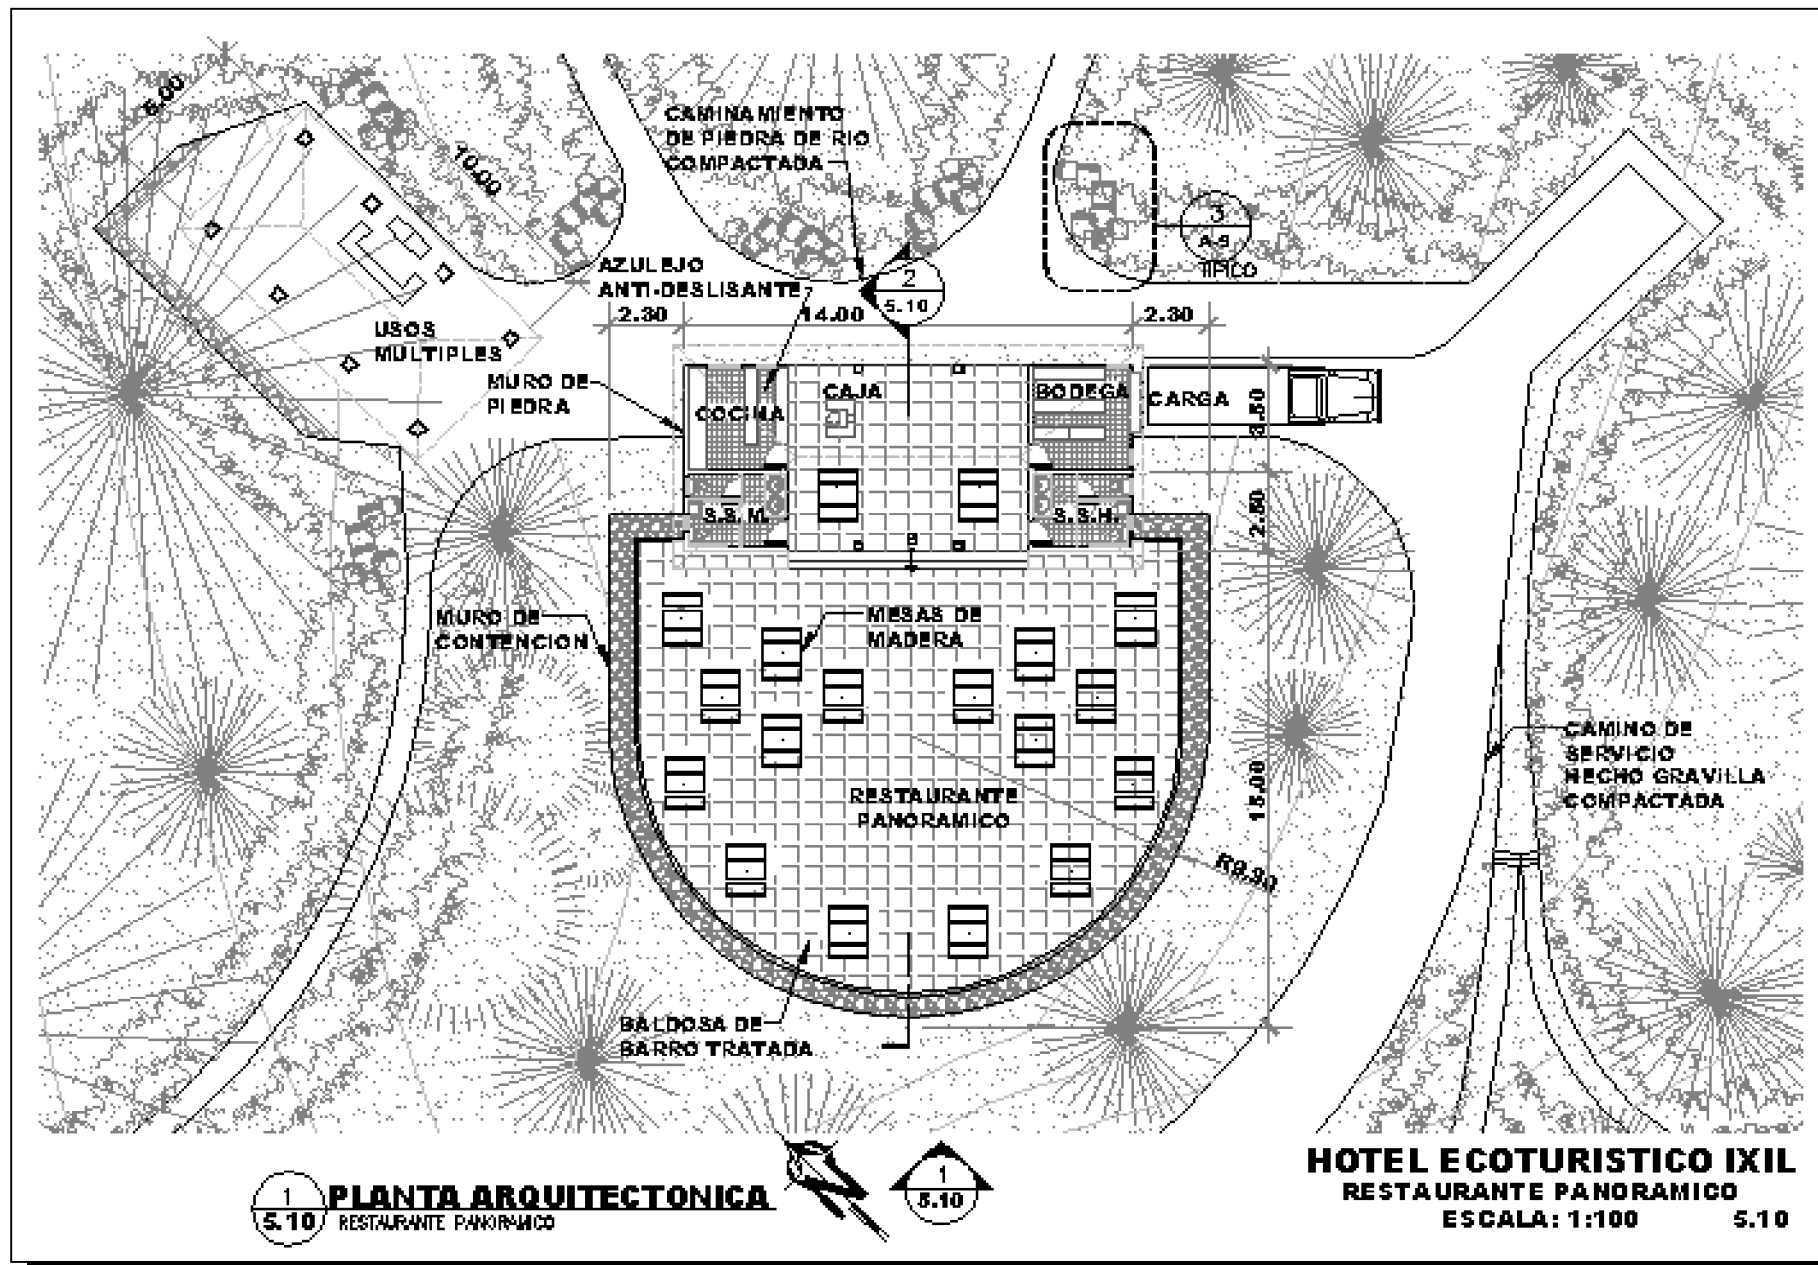 6.00
10.00
CAMINAMIENTO
DE PIEDRA DE RIO
COMPACTADA
3
A-9
TIPICO
AZULEJO
ANTI-DESLISANTE
2
5.10
2.30
14.00
2.30
USOS
MULTIPLES
MURO DE
PIEDRA
COCINA
CAJA
BODEGA
CARGA
3.50
S.S.M.
S.S.H.
2.50
B
MURO DE
CONTENCION
MESAS DE
MADERA
CAMINO DE
SERVICIO
HECHO GRAVILLA
COMPACTADA
RESTAURANTE
PANORAMICO
15.00
R9.30
BALDOSA DE
BARRO TRATADA
1
5.10
PLANTA ARQUITECTONICA
RESTAURANTE PANORAMICO
1
5.10
HOTEL ECOTURISTICO IXIL
RESTAURANTE PANORAMICO
ESCALA: 1:100
5.10